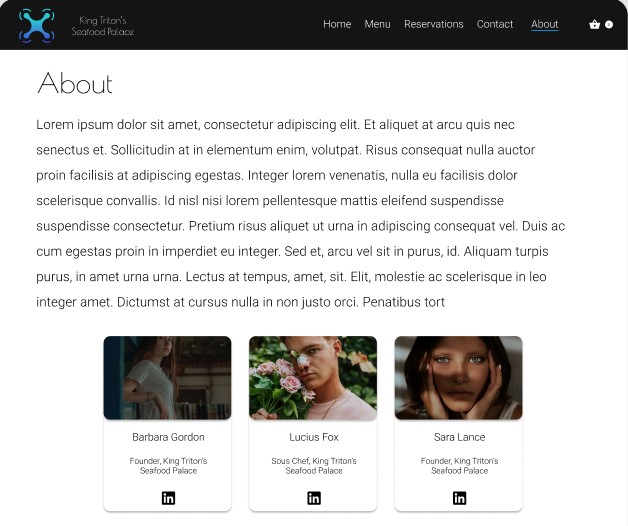 King Triton's
Seafood Palace
Home Menu Reservations Contact About
About
Lorem ipsum dolor sit amet, consectetur adipiscing elit. Et aliquet at arcu quis nec
senectus et. Sollicitudin at in elementum enim, volutpat. Risus consequat nulla auctor
proin facilisis at adipiscing egestas. Integer lorem venenatis, nulla eu facilisis dolor
scelerisque convallis. Id nisl nisi lorem pellentesque mattis eleifend suspendisse
suspendisse consectetur. Pretium risus aliquet ut urna in adipiscing consequat vel. Duis ac
cum egestas proin in imperdiet eu integer. Sed et, arcu vel sit in purus, id. Aliquam turpis
purus, in amet urna urna. Lectus at tempus, amet, sit. Elit, molestie ac scelerisque in leo
integer amet. Dictumst at cursus nulla in non justo orci. Penatibus tort
Barbara Gordon
Founder, King Triton's
Seafood Palace
in
Lucius Fox
Sous Chef, King Triton's
Seafood Palace
in
Sara Lance
Founder, King Triton's
Seafood Palace
in